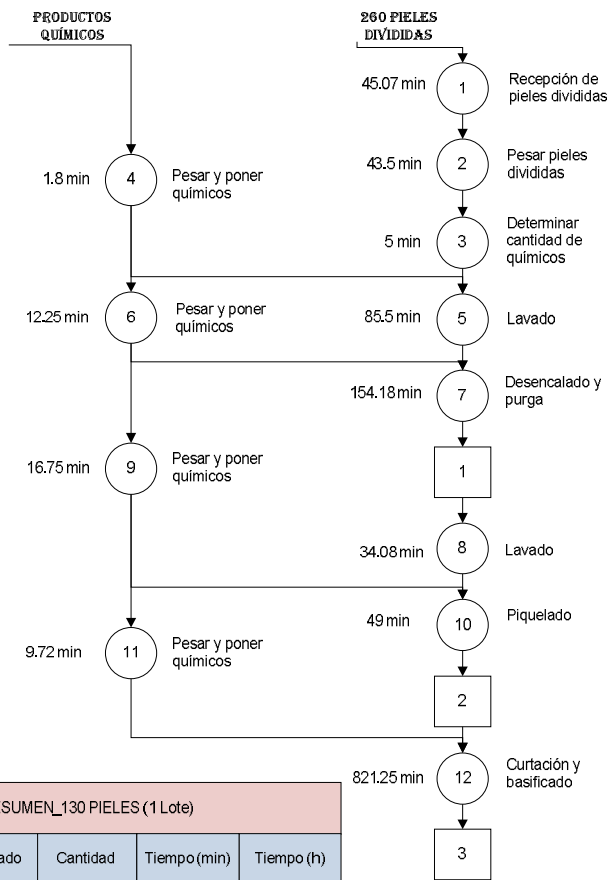 PRODUCTOS
QUÍMICOS
260 PIELES
DIVIDIDAS
45.07 min
1
Recepción de
pieles divididas
1.8 min
4
Pesar y poner
químicos
43.5 min
2
Pesar pieles
divididas
5 min
3
Determinar
cantidad de
químicos
12.25 min
6
Pesar y poner
químicos
85.5 min
5
Lavado
154.18 min
7
Desencalado y
purga
16.75 min
9
Pesar y poner
químicos
1
34.08 min
8
Lavado
49 min
10
Piquelado
9.72 min
11
Pesar y poner
químicos
2
821.25 min
12
Curtación y
basificado
3
ESUMEN_130 PIELES (1 Lote)
ado
Cantidad
Tiempo (min)
Tiempo (h)